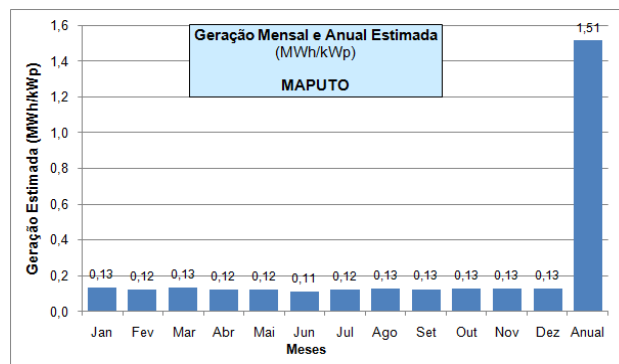 Geração Mensal e Anual Estimada
(MWh/kWp)
MAPUTO
Geração Estimada (MWh/kWp)
1,6
1,4
1,2
1,0
0,8
0,6
0,4
0,2
0,0
0,13 0,12 0,13 0,12 0,12 0,11 0,12 0,13 0,13 0,13 0,13 0,13 1,51
Jan Fev Mar Abr Mai Jun Jul Ago Set Out Nov Dez Anual
Meses